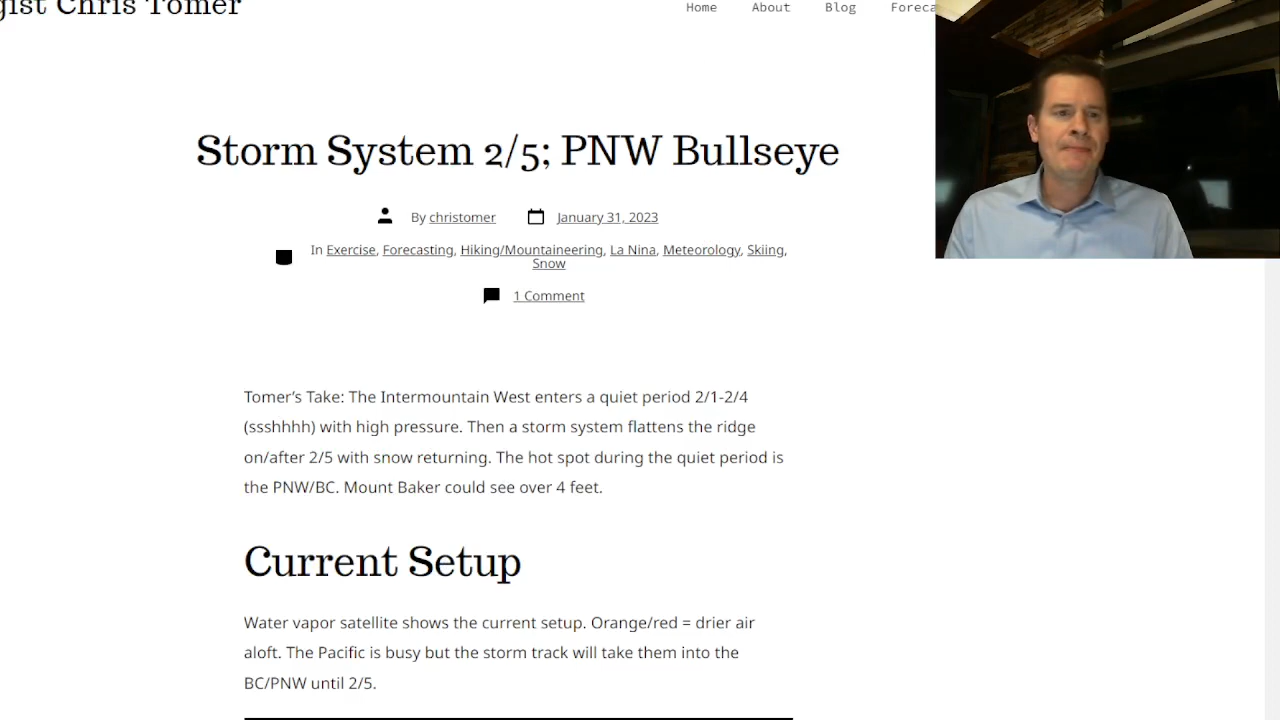 gist Chris Tomer
Home About Blog Foreca
Storm System 2/5; PNW Bullseye
By christomer January 31, 2023
In Exercise, Forecasting, Hiking/Mountaineering, La Nina, Meteorology, Skiing,
Snow
1 Comment
Tomer's Take: The Intermountain West enters a quiet period 2/1-2/4
(ssshhhh) with high pressure. Then a storm system flattens the ridge
on/after 2/5 with snow returning. The hot spot during the quiet period is
the PNW/BC. Mount Baker could see over 4 feet.
Current Setup
Water vapor satellite shows the current setup. Orange/red = drier air
aloft. The Pacific is busy but the storm track will take them into the
BC/PNW until 2/5.